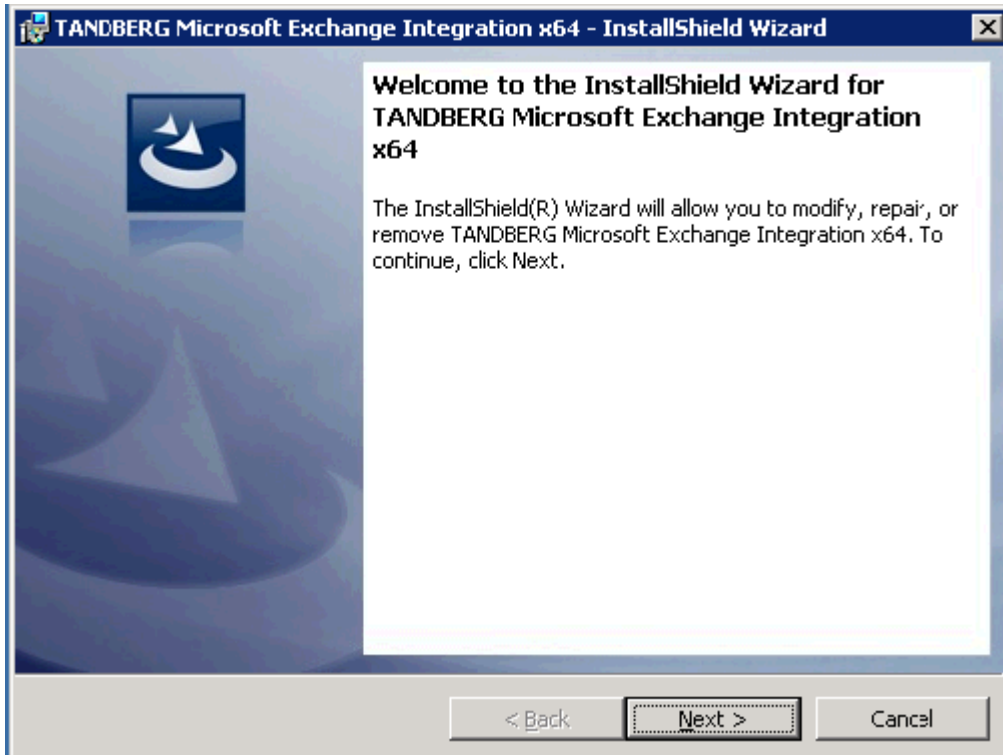 TANDBERG Microsoft Exchange Integration x64 - InstallShield Wizard
Welcome to the InstallShield Wizard for
TANDBERG Microsoft Exchange Integration
x64
The InstallShield(R) Wizard will allow you to modify, repair, or
remove TANDBERG Microsoft Exchange Integration x64. To
continue, click Next.
< Back
Next >
Cancel